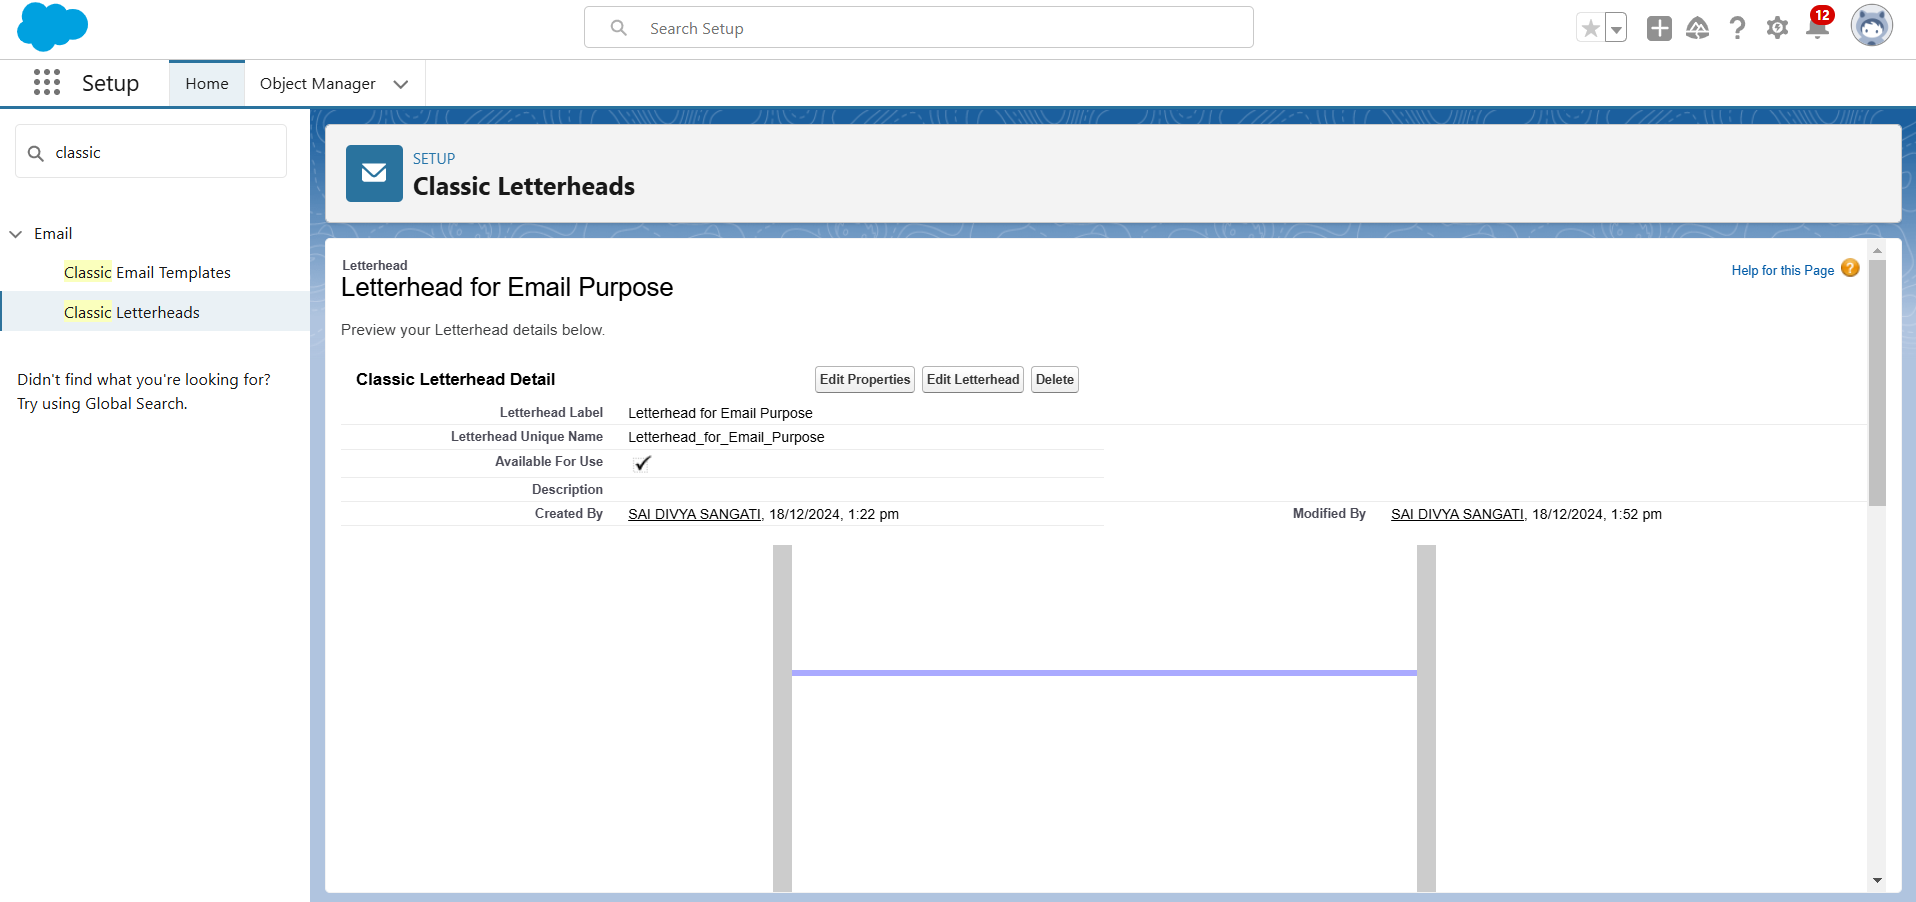 Search Setup
12
Setup
Home
Object Manager
classic
Email
Classic Email Templates
Classic Letterheads
Didn't find what you're looking for?
Try using Global Search.
SETUP
Classic Letterheads
Letterhead
Letterhead for Email Purpose
Help for this Page ?
Preview your Letterhead details below.
Classic Letterhead Detail
Edit Properties Edit Letterhead Delete
Letterhead Label Letterhead for Email Purpose
Letterhead Unique Name Letterhead_for_Email_Purpose
Available For Use
Description
Created By SAI DIVYA SANGATI, 18/12/2024, 1:22 pm Modified By SAI DIVYA SANGATI, 18/12/2024, 1:52 pm